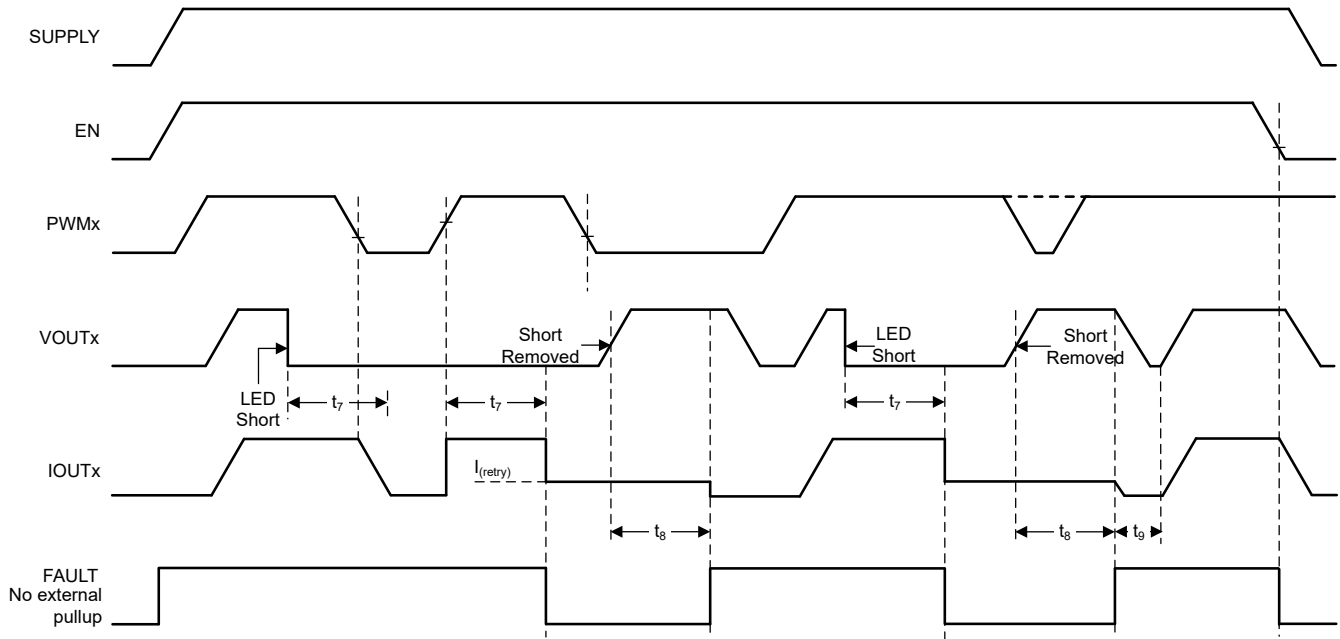 SUPPLY
EN
PWMx
VOUTx
LED
Short
t7
t7
Short
Removed
LED
Short
t7
Short
Removed
IOUTx
I(retry)
t8
t8
t9
FAULT
No external
pullup